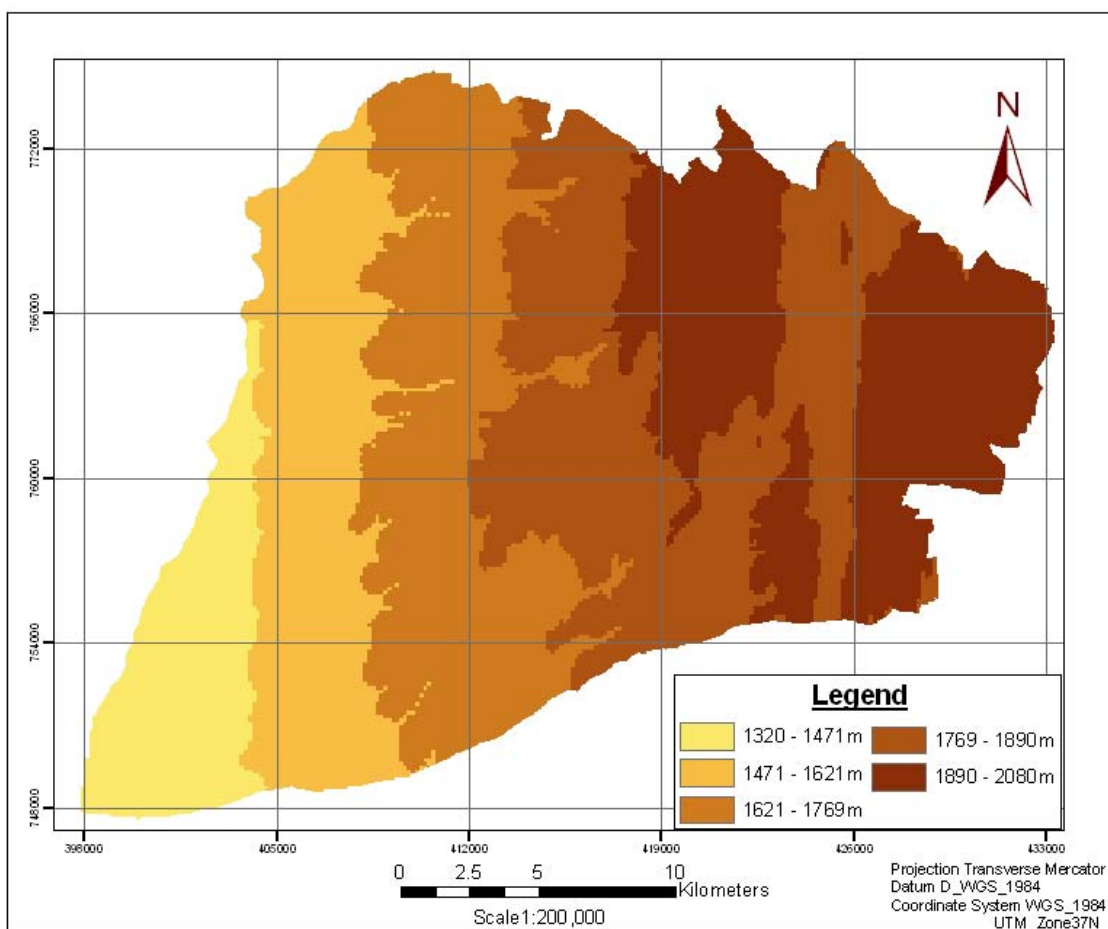 N
772000
766000
760000
754000
748000
Legend
1320 - 1471m
1471 - 1621m
1621 - 1769m
1769 - 1890m
1890 - 2080m
398000 405000 412000 419000 426000 433000
0 2.5 5 10
Kilometers
Scale1:200,000
Projection Transverse Mercator
Datum D_WGS_1984
Coordinate System WGS_1984
UTM_Zone37N